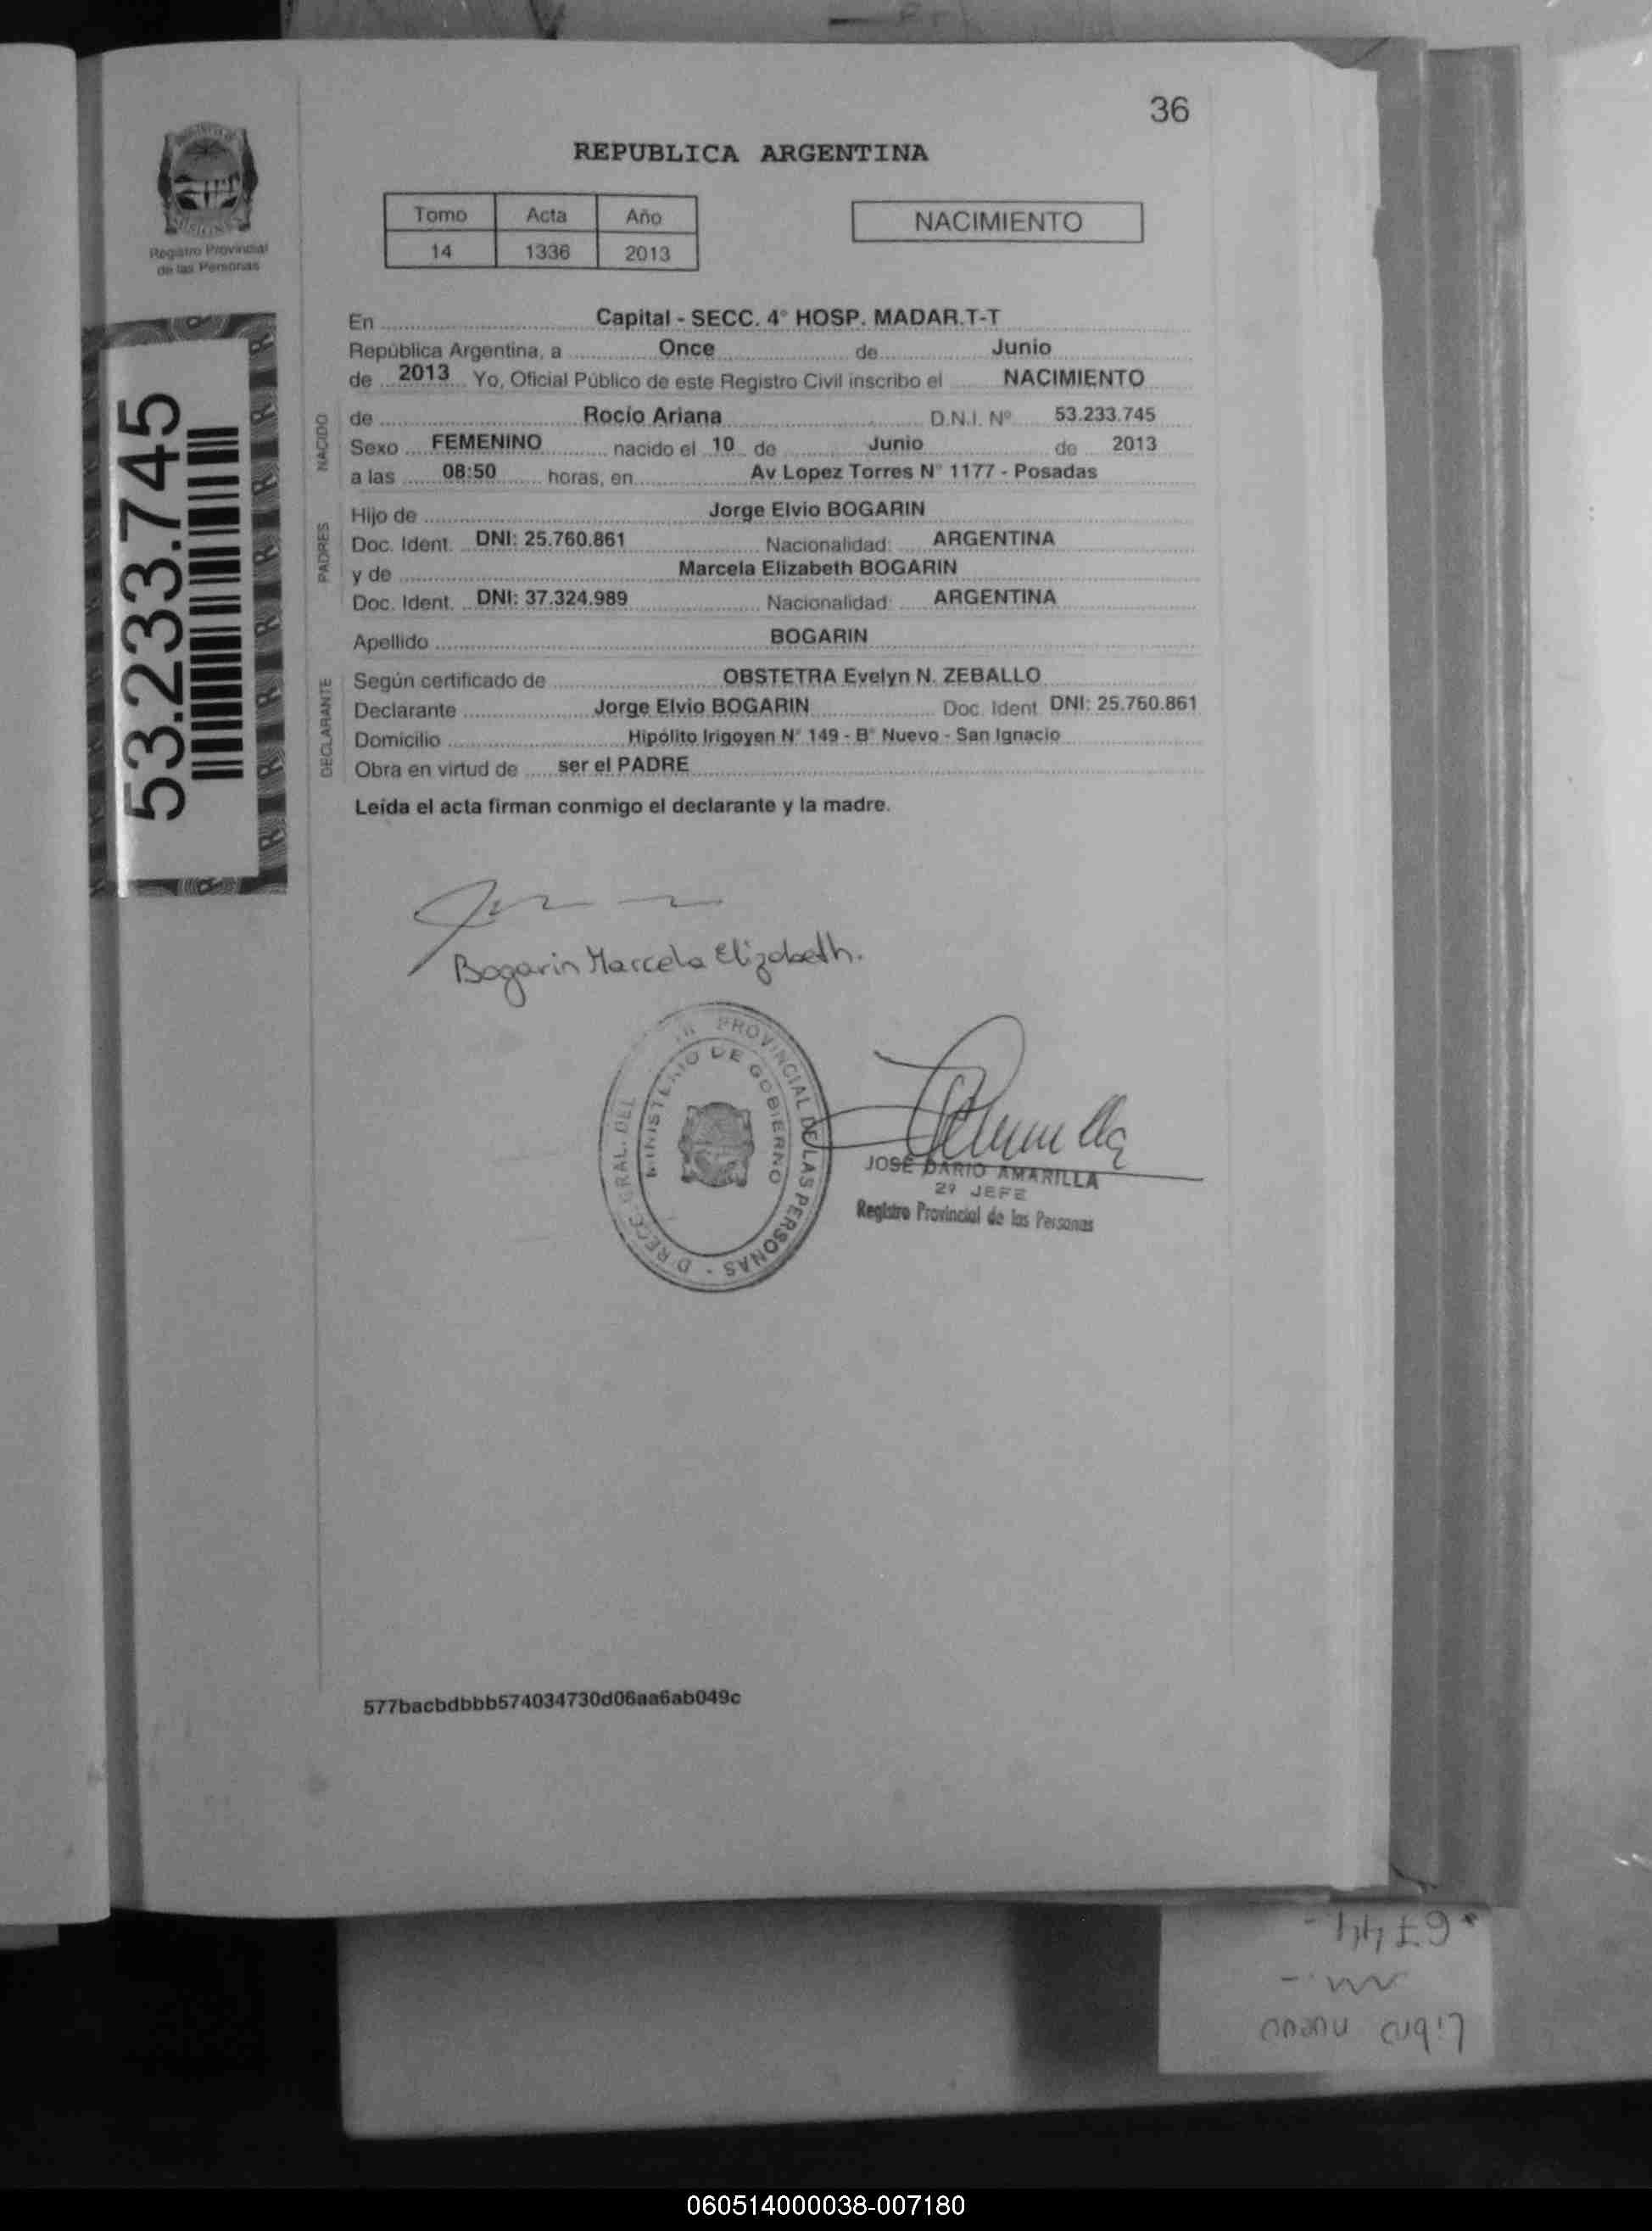 36
REPUBLICA ARGENTINA
Registro Provincial
de las Personas
Tomo Acta Año
14 1336 2013
NACIMIENTO
53.233.745
En Capital - SECC. 4° HOSP. MADAR.T-T
República Argentina, a Once de Junio
de 2013 Yo, Oficial Público de este Registro Civil inscribo el NACIMIENTO
NACIDO
de Rocío Ariana D.N.I. Nº 53.233.745
Sexo FEMENINO nacido el 10 de Junio de 2013
a las 08:50 horas, en Av Lopez Torres N° 1177 - Posadas
PADRES
Hijo de Jorge Elvio BOGARIN
Doc. Ident. DNI: 25.760.861 Nacionalidad: ARGENTINA
y de Marcela Elizabeth BOGARIN
Doc. Ident. DNI: 37.324.989 Nacionalidad: ARGENTINA
Apellido BOGARIN
DECLARANTE
Según certificado de OBSTETRA Evelyn N. ZEBALLO
Declarante Jorge Elvio BOGARIN Doc. Ident. DNI: 25.760.861
Domicilio Hipólito Irigoyen N° 149 - B° Nuevo - San Ignacio
Obra en virtud de ser el PADRE
Leída el acta firman conmigo el declarante y la madre.
Bogarin Marcela Elizabeth.
GRAL. DEL PROVINCIAL DE LAS PERSONAS
MINISTERIO DE GOBIERNO
JOSE DARIO AMARILLA
2º JEFE
Registro Provincial de las Personas
577bacbdbbb574034730d06aa6ab049c
Libro nuevo
060514000038-007180